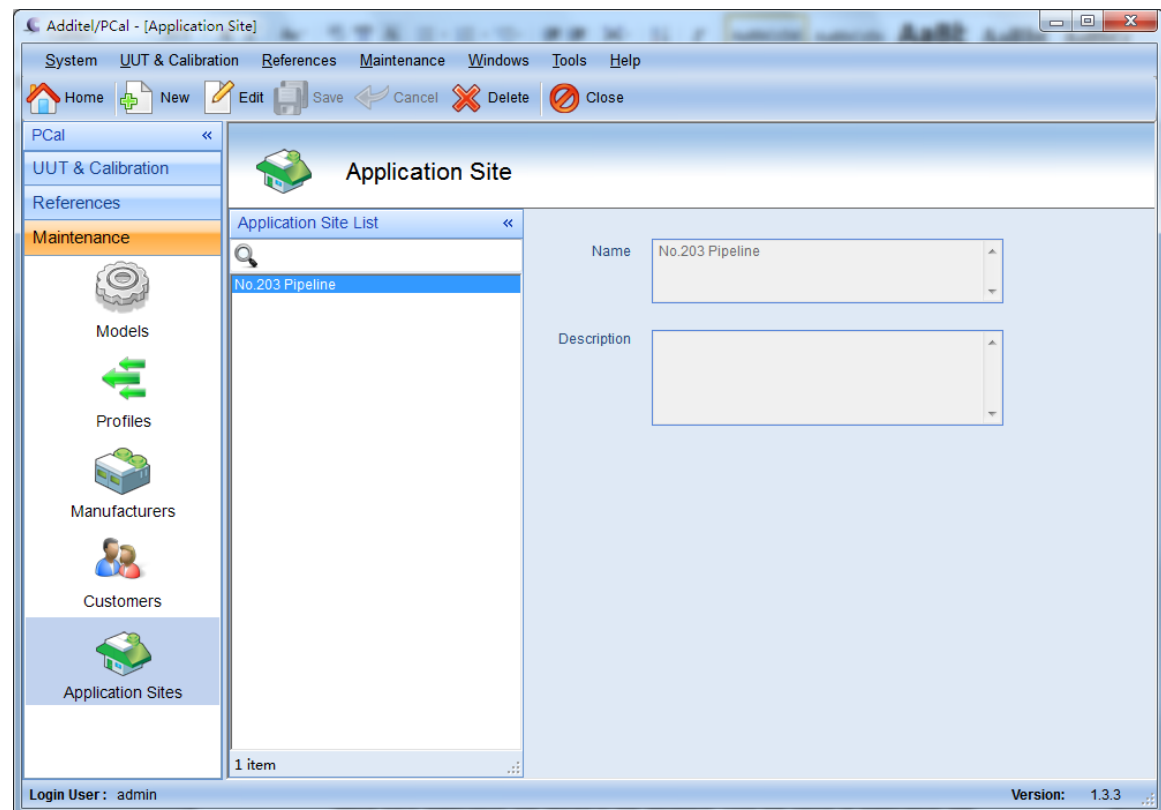 Additel/PCal - [Application Site]
System UUT & Calibration References Maintenance Windows Tools Help
Home New Edit Save Cancel Delete Close
PCal «
UUT & Calibration
References
Maintenance
Models
Profiles
Manufacturers
Customers
Application Sites
Application Site
Application Site List «
No.203 Pipeline
1 item
Name No.203 Pipeline
Description
Login User : admin Version: 1.3.3